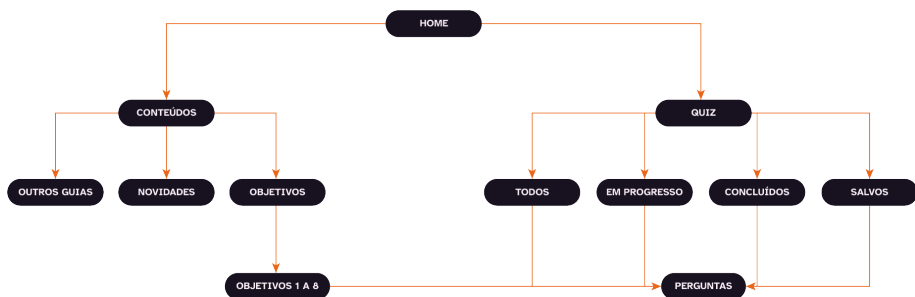 HOME
CONTEÚDOS
QUIZ
OUTROS GUIAS
NOVIDADES
OBJETIVOS
TODOS
EM PROGRESSO
CONCLUÍDOS
SALVOS
OBJETIVOS 1 A 8
PERGUNTAS